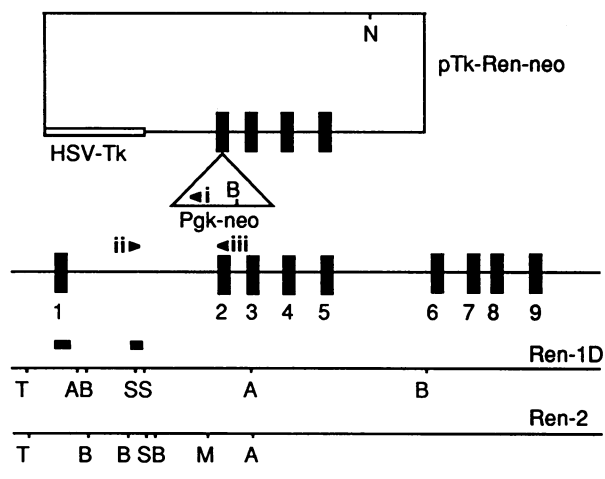 N
pTk-Ren-neo
HSV-Tk
i B
Pgk-neo
ii iii
1 2 3 4 5 6 7 8 9
Ren-1D
T A B S S A B
Ren-2
T B B S B M A